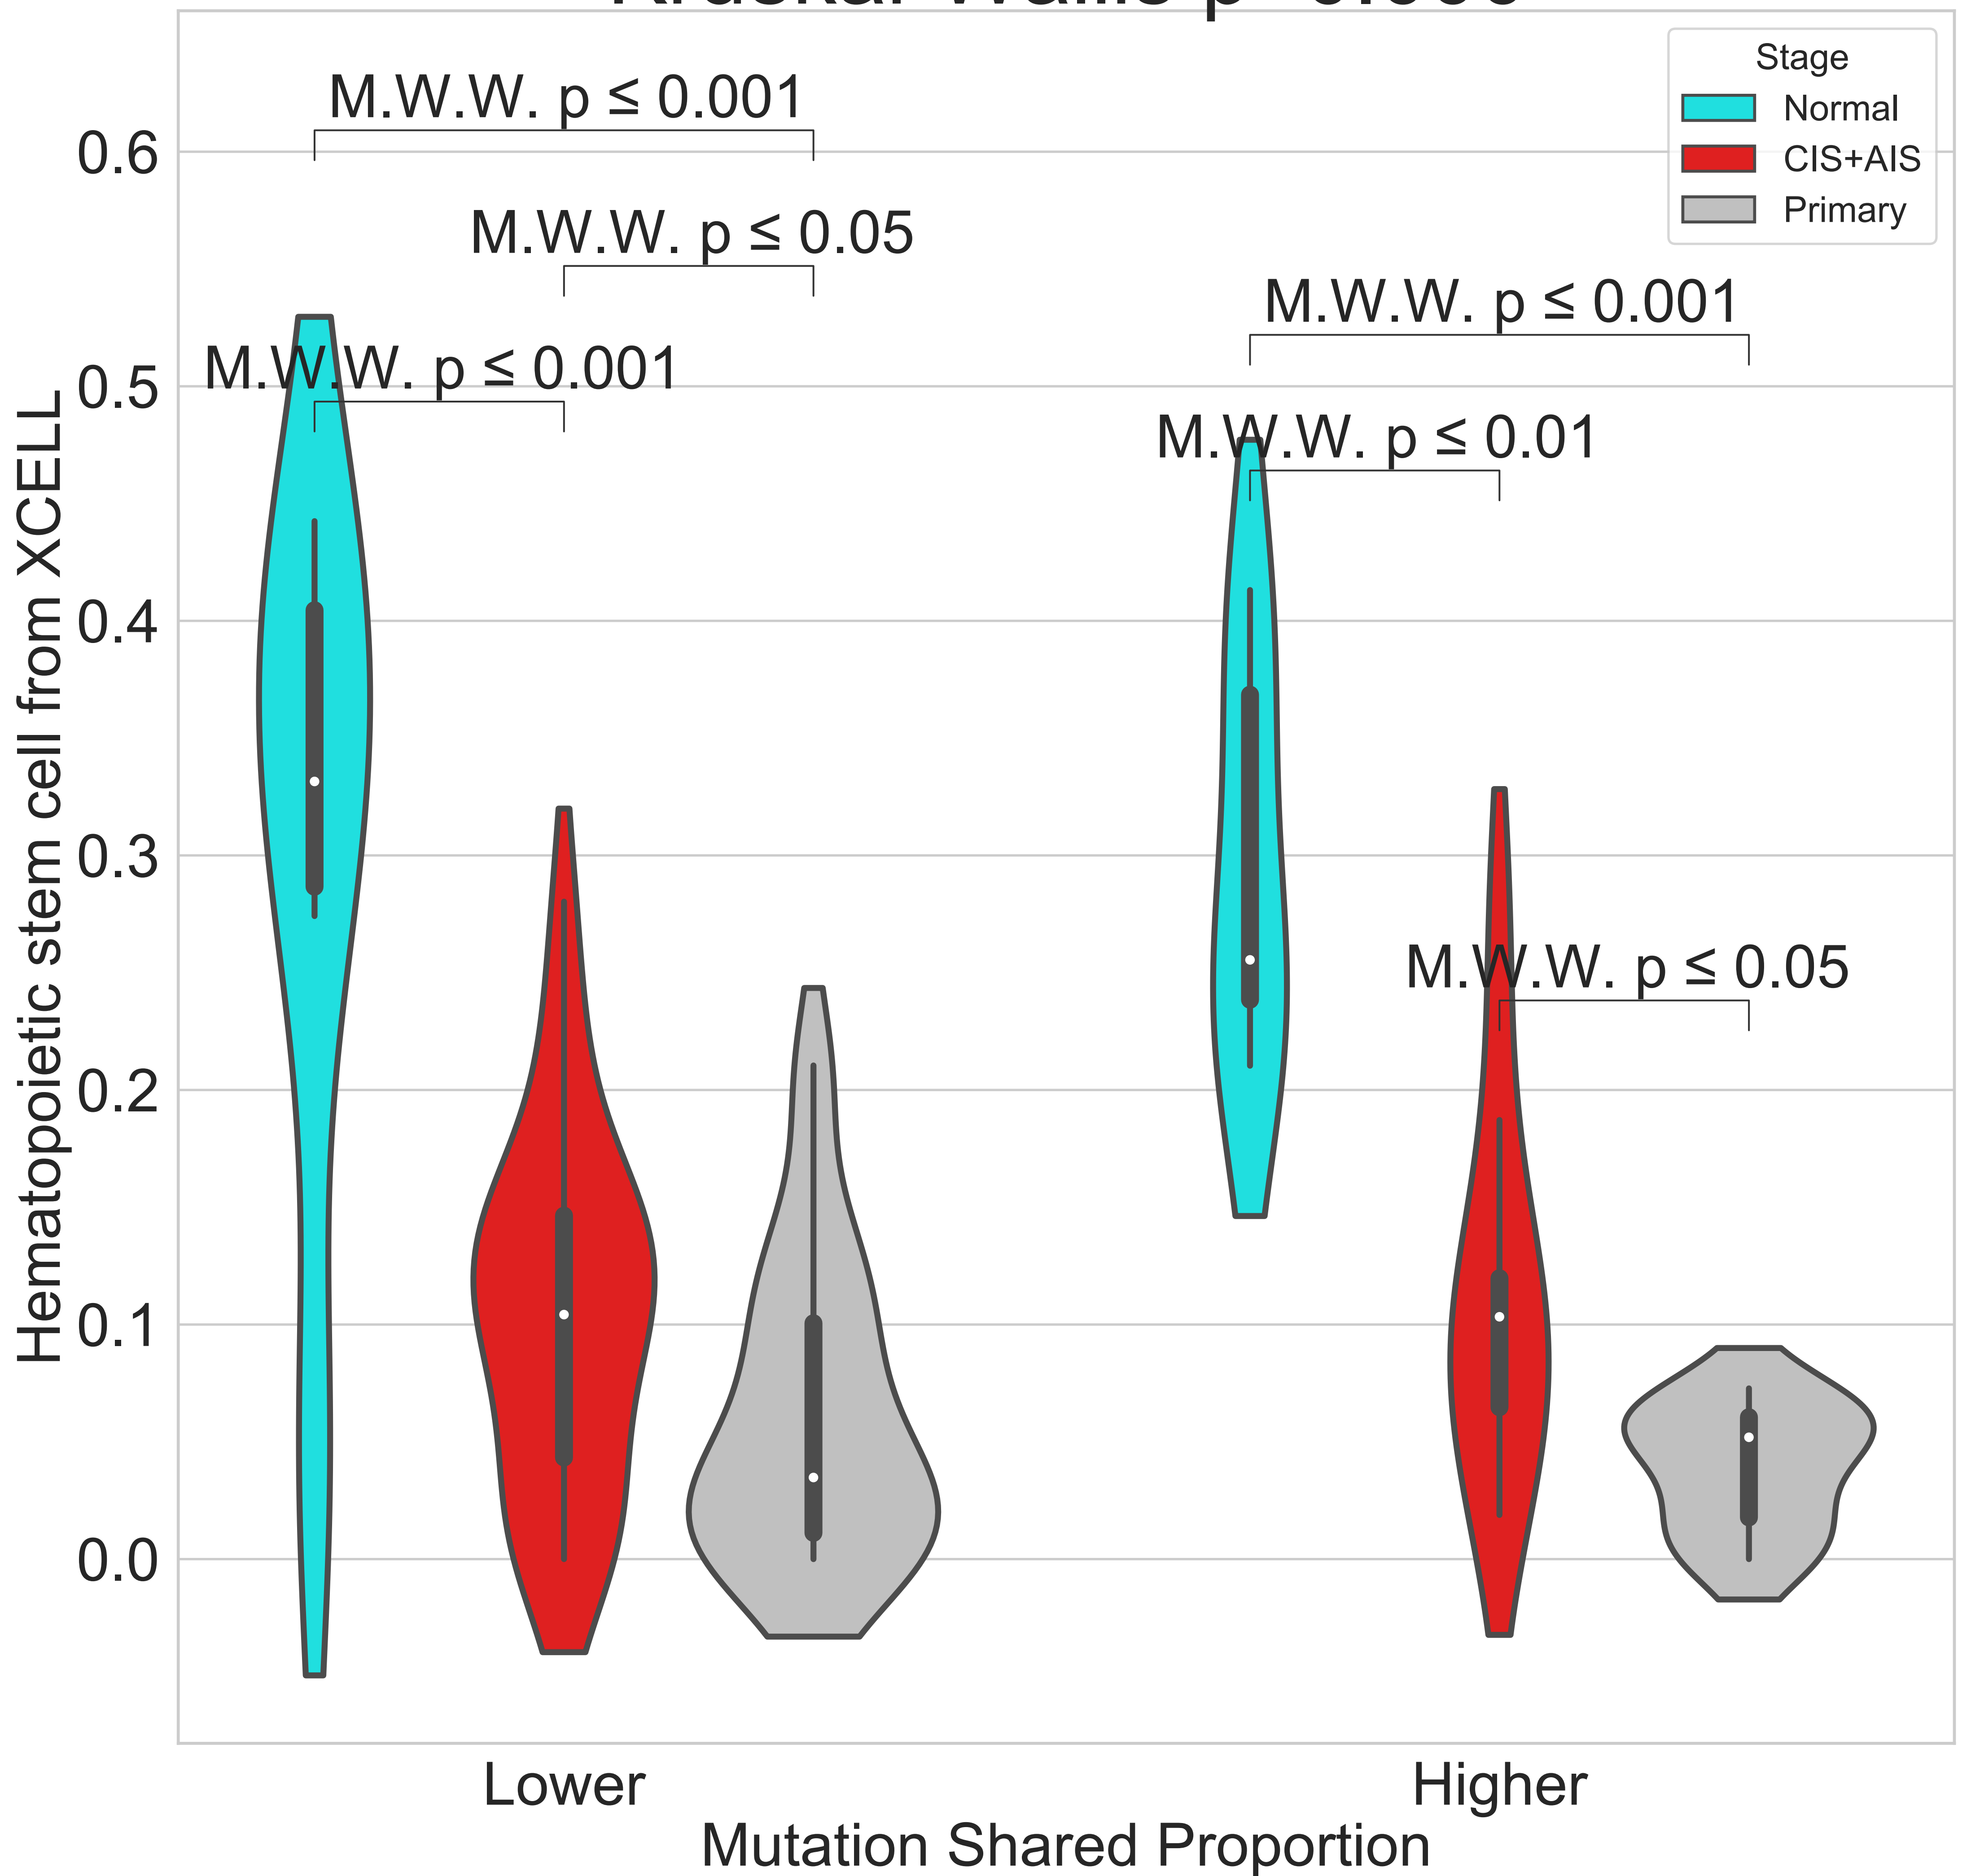 Stage
Normal
CIS+AIS
Primary
M.W.W. p ≤ 0.001
M.W.W. p ≤ 0.05
M.W.W. p ≤ 0.001
M.W.W. p ≤ 0.001
M.W.W. p ≤ 0.01
M.W.W. p ≤ 0.05
0.6
0.5
0.4
0.3
0.2
0.1
0.0
Hematopoietic stem cell from XCELL
Lower
Higher
Mutation Shared Proportion